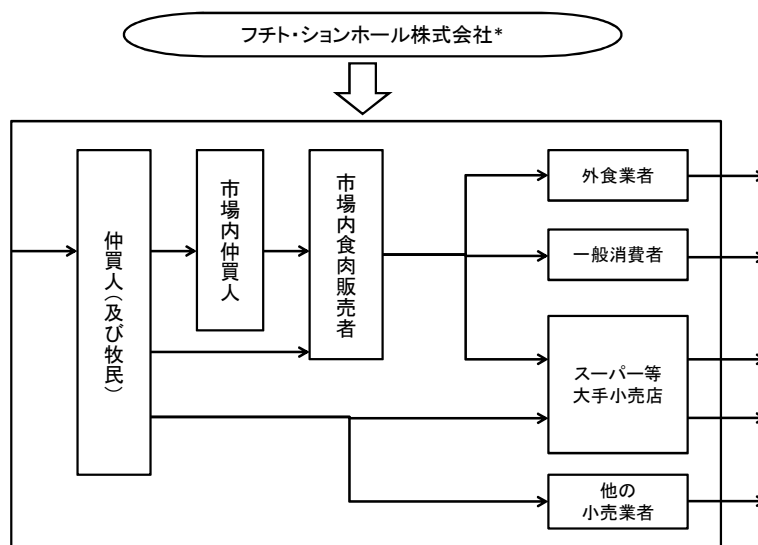 フチト・ションホール株式会社*
仲買人(及び牧民)
市場内仲買人
市場内食肉販売者
外食業者
一般消費者
スーパー等
大手小売店
他の
小売業者